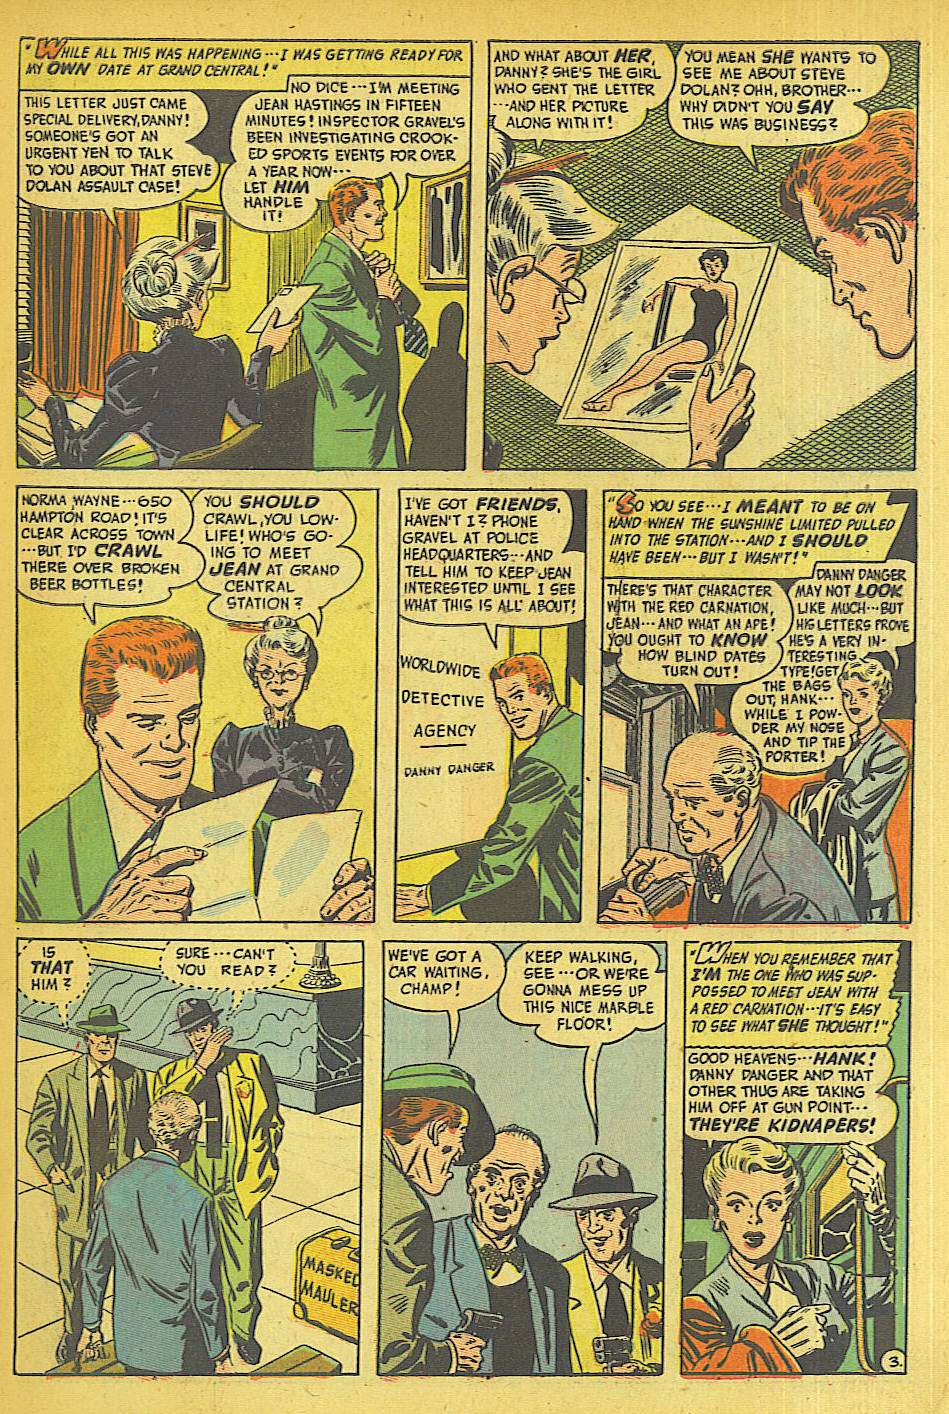 "WHILE ALL THIS WAS HAPPENING---I WAS GETTING READY FOR
MY OWN DATE AT GRAND CENTRAL!"
THIS LETTER JUST CAME
SPECIAL DELIVERY, DANNY!
SOMEONE'S GOT AN
URGENT YEN TO TALK
TO YOU ABOUT THAT STEVE
DOLAN ASSAULT CASE!
NO DICE---I'M MEETING
JEAN HASTINGS IN FIFTEEN
MINUTES! INSPECTOR GRAVEL'S
BEEN INVESTIGATING CROOK-
ED SPORTS EVENTS FOR OVER
A YEAR NOW---
LET HIM
HANDLE
IT!
AND WHAT ABOUT HER,
DANNY? SHE'S THE GIRL
WHO SENT THE LETTER
---AND HER PICTURE
ALONG WITH IT!
YOU MEAN SHE WANTS TO
SEE ME ABOUT STEVE
DOLAN? OHH, BROTHER---
WHY DIDN'T YOU SAY
THIS WAS BUSINESS?
NORMA WAYNE---650
HAMPTON ROAD! IT'S
CLEAR ACROSS TOWN
---BUT I'D CRAWL
THERE OVER BROKEN
BEER BOTTLES!
YOU SHOULD
CRAWL, YOU LOW-
LIFE! WHO'S GO-
ING TO MEET
JEAN AT GRAND
CENTRAL
STATION?
I'VE GOT FRIENDS,
HAVEN'T I? PHONE
GRAVEL AT POLICE
HEADQUARTERS---AND
TELL HIM TO KEEP JEAN
INTERESTED UNTIL I SEE
WHAT THIS IS ALL ABOUT!
WORLDWIDE
DETECTIVE
AGENCY
DANNY DANGER
"SO YOU SEE---I MEANT TO BE ON
HAND WHEN THE SUNSHINE LIMITED PULLED
INTO THE STATION---AND I SHOULD
HAVE BEEN---BUT I WASN'T!"
THERE'S THAT CHARACTER
WITH THE RED CARNATION,
JEAN---AND WHAT AN APE!
YOU OUGHT TO KNOW
HOW BLIND DATES
TURN OUT!
DANNY DANGER
MAY NOT LOOK
LIKE MUCH---BUT
HIS LETTERS PROVE
HE'S A VERY IN-
TERESTING
TYPE! GET
THE BAGS
OUT, HANK---
WHILE I POW-
DER MY NOSE
AND TIP THE
PORTER!
IS
THAT
HIM?
SURE---CAN'T
YOU READ?
MASKED
MAULER
WE'VE GOT A
CAR WAITING,
CHAMP!
KEEP WALKING,
SEE---OR WE'RE
GONNA MESS UP
THIS NICE MARBLE
FLOOR!
"WHEN YOU REMEMBER THAT
I'M THE ONE WHO WAS SUP-
POSED TO MEET JEAN WITH
A RED CARNATION---IT'S EASY
TO SEE WHAT SHE THOUGHT!"
GOOD HEAVENS---HANK!
DANNY DANGER AND THAT
OTHER THUG ARE TAKING
HIM OFF AT GUN POINT---
THEY'RE KIDNAPERS!
3.